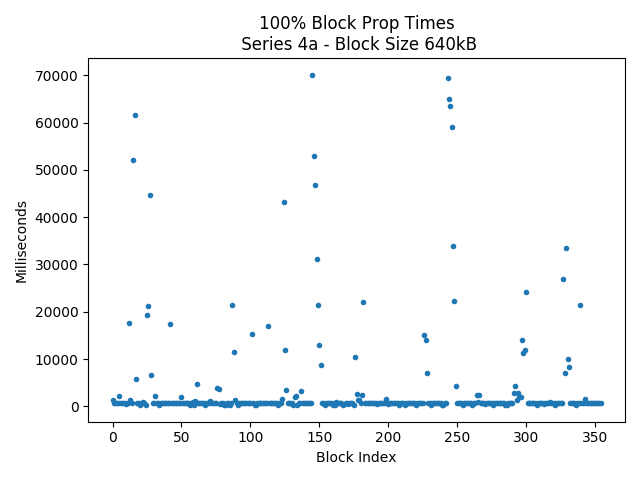 100% Block Prop Times
Series 4a - Block Size 640kB
70000
60000
50000
40000
30000
20000
10000
0
Milliseconds
0 50 100 150 200 250 300 350
Block Index